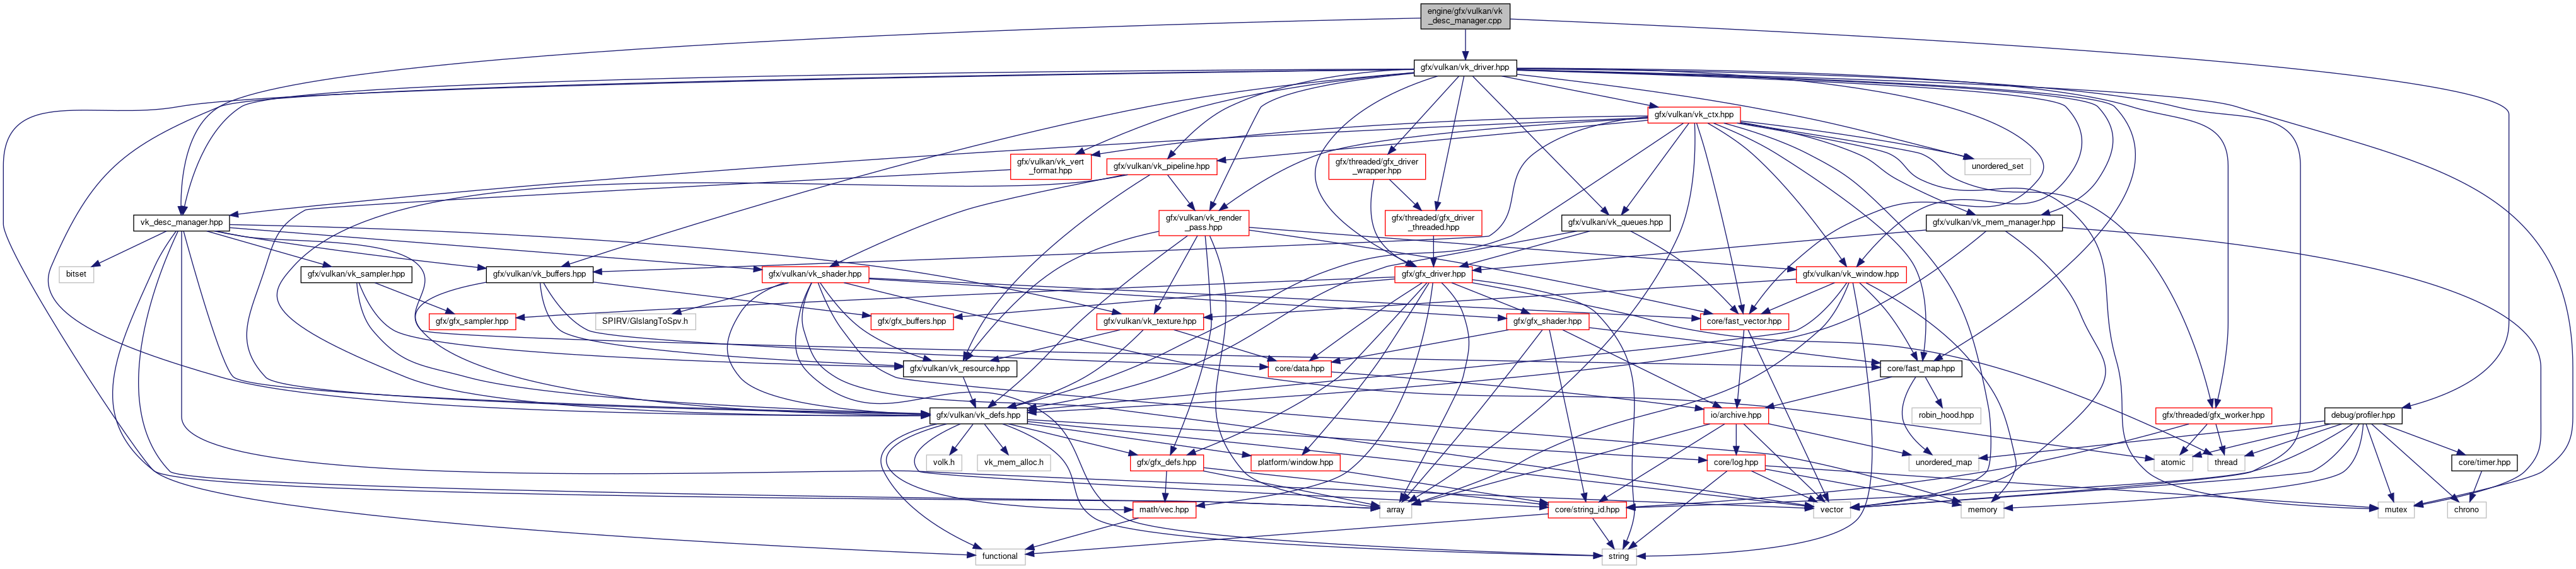 engine/gfx/vulkan/vk
_desc_manager.cpp
gfx/vulkan/vk_driver.hpp
gfx/vulkan/vk_ctx.hpp
gfx/vulkan/vk_vert
_format.hpp
gfx/vulkan/vk_pipeline.hpp
gfx/threaded/gfx_driver
_wrapper.hpp
unordered_set
vk_desc_manager.hpp
gfx/vulkan/vk_render
_pass.hpp
gfx/threaded/gfx_driver
_threaded.hpp
gfx/vulkan/vk_queues.hpp
gfx/vulkan/vk_mem_manager.hpp
bitset
gfx/vulkan/vk_sampler.hpp
gfx/vulkan/vk_buffers.hpp
gfx/vulkan/vk_shader.hpp
gfx/gfx_driver.hpp
gfx/vulkan/vk_window.hpp
gfx/gfx_sampler.hpp
SPIRV/GlslangToSpv.h
gfx/gfx_buffers.hpp
gfx/vulkan/vk_texture.hpp
gfx/gfx_shader.hpp
core/fast_vector.hpp
gfx/vulkan/vk_resource.hpp
core/data.hpp
core/fast_map.hpp
gfx/vulkan/vk_defs.hpp
io/archive.hpp
robin_hood.hpp
gfx/threaded/gfx_worker.hpp
debug/profiler.hpp
volk.h
vk_mem_alloc.h
gfx/gfx_defs.hpp
platform/window.hpp
core/log.hpp
unordered_map
atomic
thread
core/timer.hpp
math/vec.hpp
array
core/string_id.hpp
vector
memory
mutex
chrono
functional
string